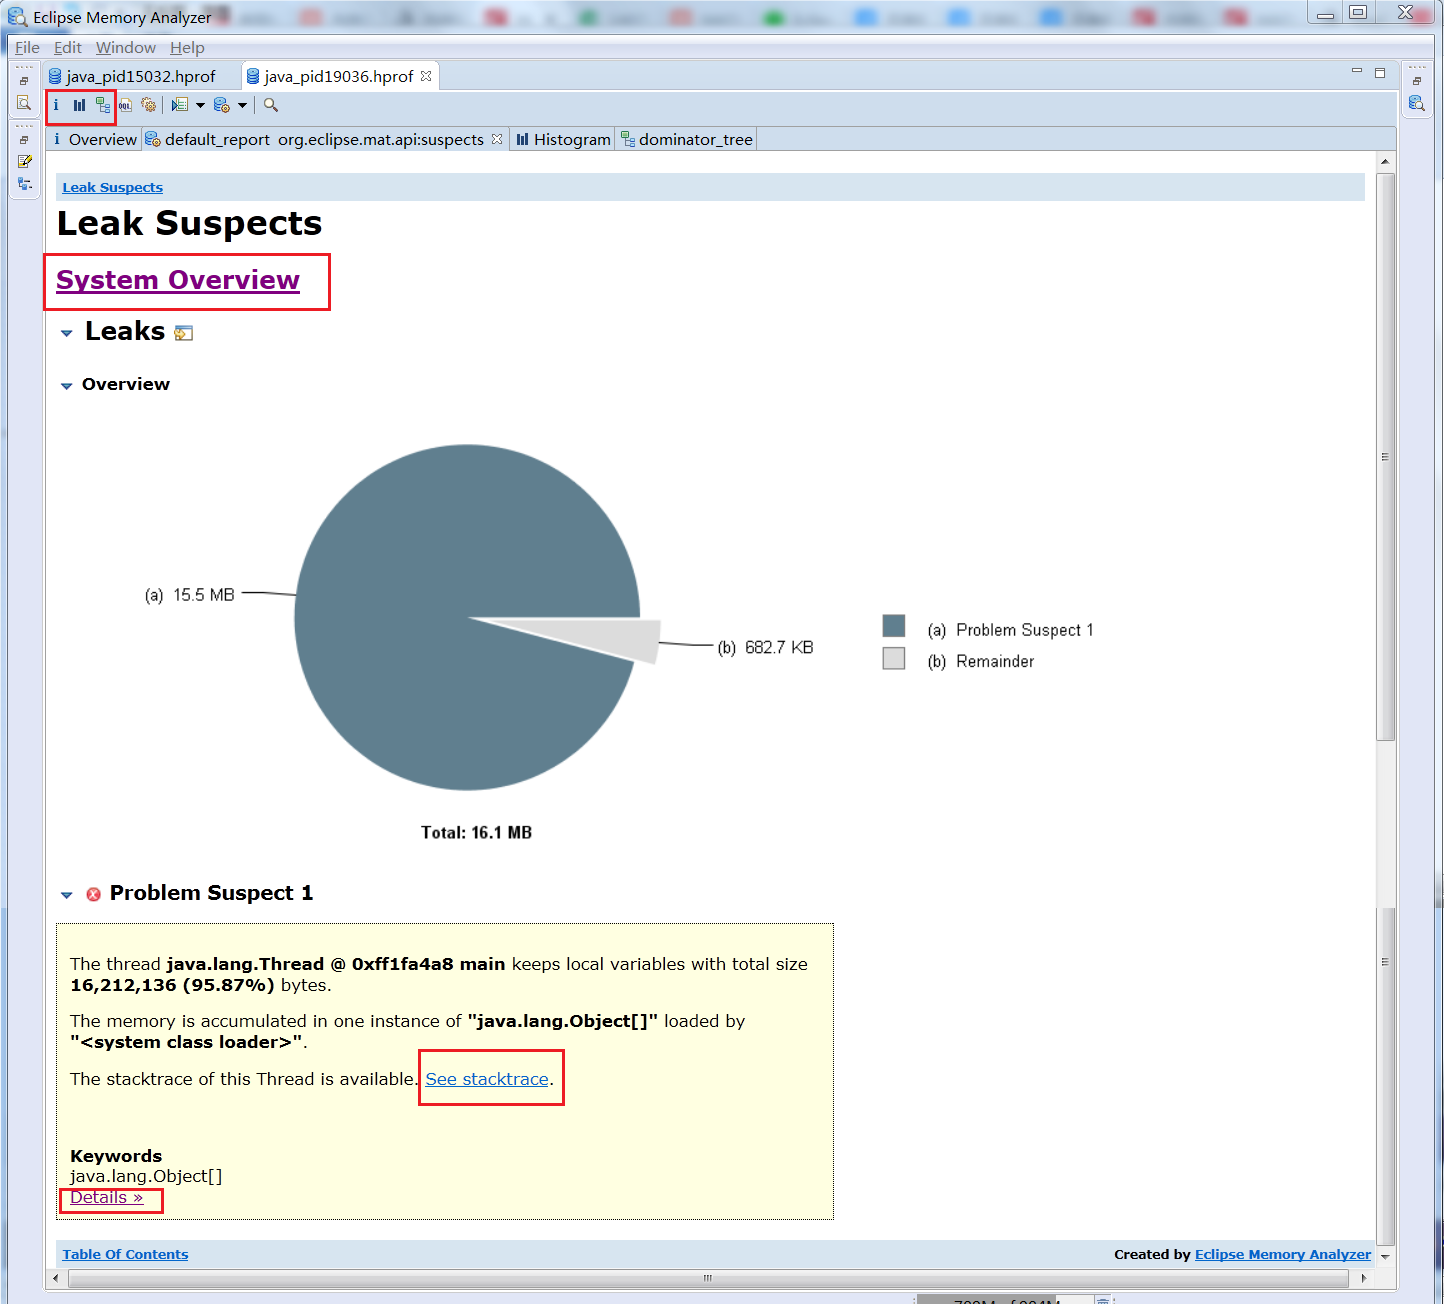 Eclipse Memory Analyzer
File Edit Window Help
java_pid15032.hprof java_pid19036.hprof
i OQL
i Overview default_report org.eclipse.mat.api:suspects Histogram dominator_tree
Leak Suspects
Leak Suspects
System Overview
Leaks
Overview
(a) 15.5 MB
(b) 682.7 KB
(a) Problem Suspect 1
(b) Remainder
Total: 16.1 MB
Problem Suspect 1
The thread java.lang.Thread @ 0xff1fa4a8 main keeps local variables with total size
16,212,136 (95.87%) bytes.
The memory is accumulated in one instance of "java.lang.Object[]" loaded by
"<system class loader>".
The stacktrace of this Thread is available. See stacktrace.
Keywords
java.lang.Object[]
Details »
Table Of Contents
Created by Eclipse Memory Analyzer